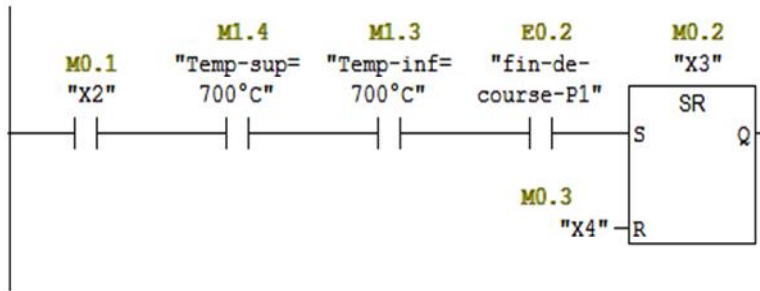 M1.4 M1.3 E0.2 M0.2
M0.1 "Temp-sup= "Temp-inf= "fin-de- "X3"
"X2" 700°C" 700°C" course-P1" SR
S Q
M0.3
"X4" R